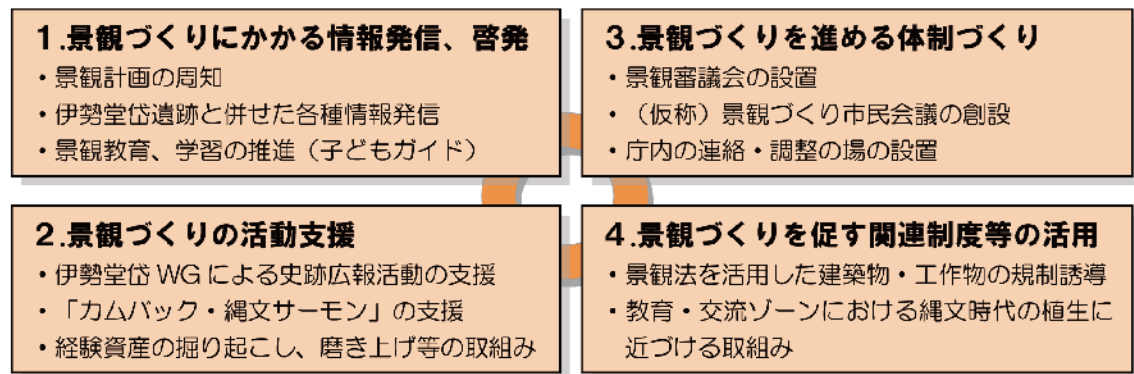 1.景観づくりにかかる情報発信、啓発
・景観計画の周知
・伊勢堂岱遺跡と併せた各種情報発信
・景観教育、学習の推進（子どもガイド）
2.景観づくりの活動支援
・伊勢堂岱 WG による史跡広報活動の支援
・「カムバック・縄文サーモン」の支援
・経験資産の掘り起こし、磨き上げ等の取組み
3.景観づくりを進める体制づくり
・景観審議会の設置
・（仮称）景観づくり市民会議の創設
・庁内の連絡・調整の場の設置
4.景観づくりを促す関連制度等の活用
・景観法を活用した建築物・工作物の規制誘導
・教育・交流ゾーンにおける縄文時代の植生に
近づける取組み